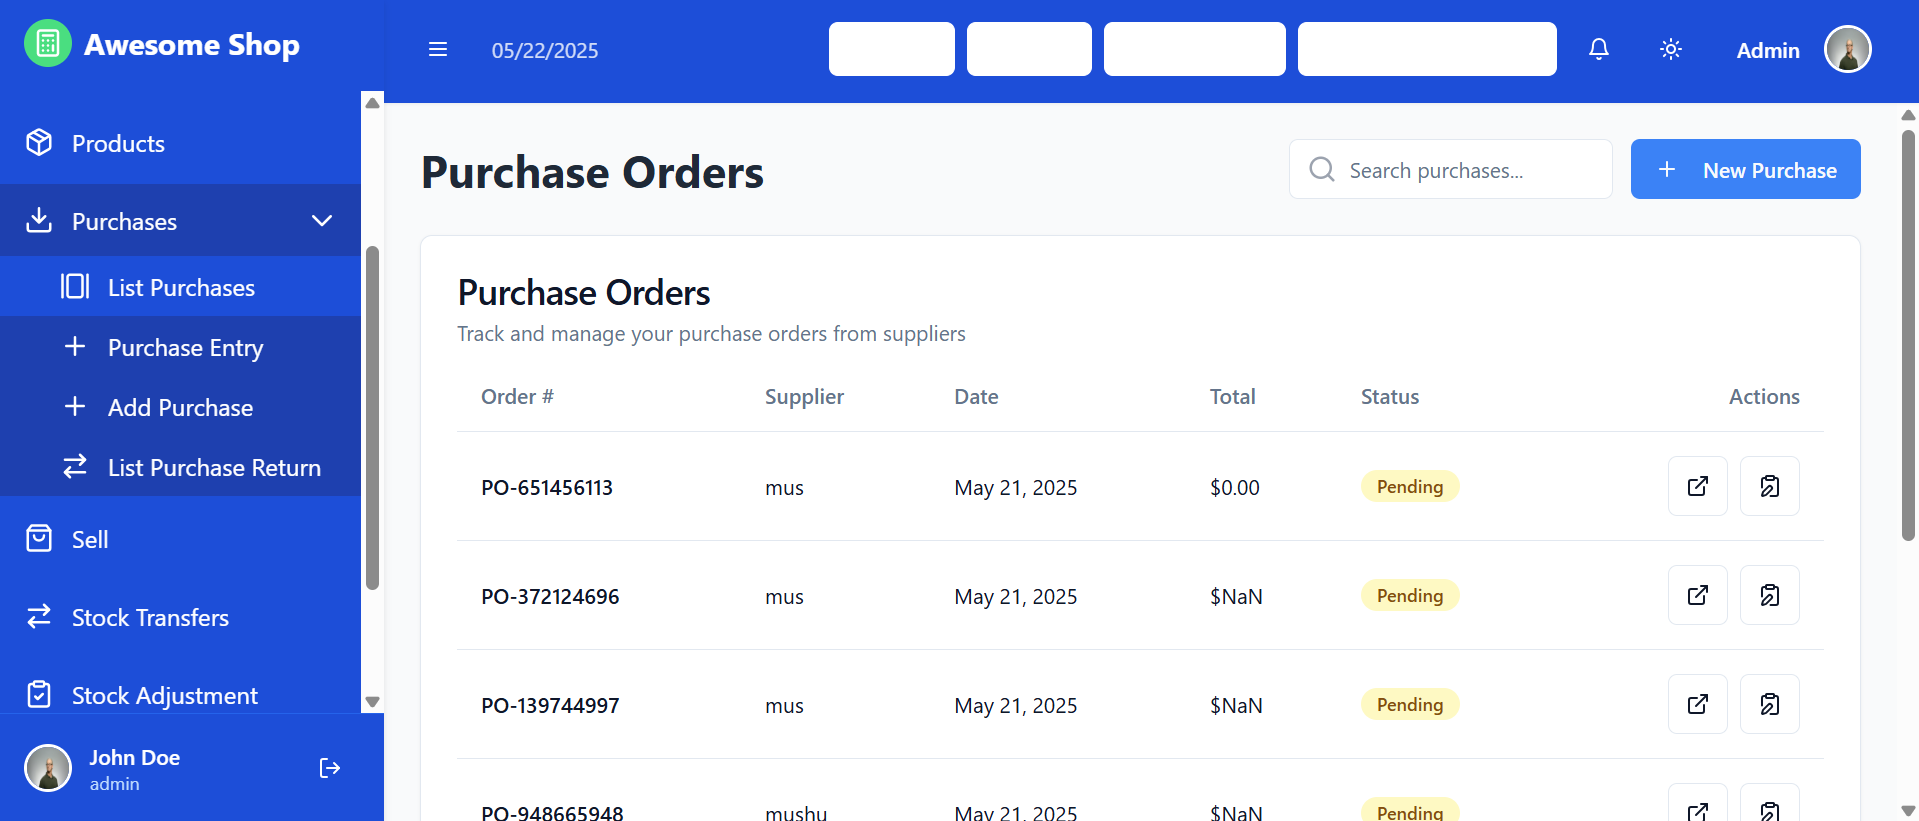 Awesome Shop
05/22/2025
Admin
Products
Purchases
List Purchases
Purchase Entry
Add Purchase
List Purchase Return
Sell
Stock Transfers
Stock Adjustment
John Doe
admin
Purchase Orders
Search purchases...
New Purchase
Purchase Orders
Track and manage your purchase orders from suppliers
Order # Supplier Date Total Status Actions
PO-651456113 mus May 21, 2025 $0.00 Pending
PO-372124696 mus May 21, 2025 $NaN Pending
PO-139744997 mus May 21, 2025 $NaN Pending
PO-948665948 mushu May 21, 2025 $NaN Pending